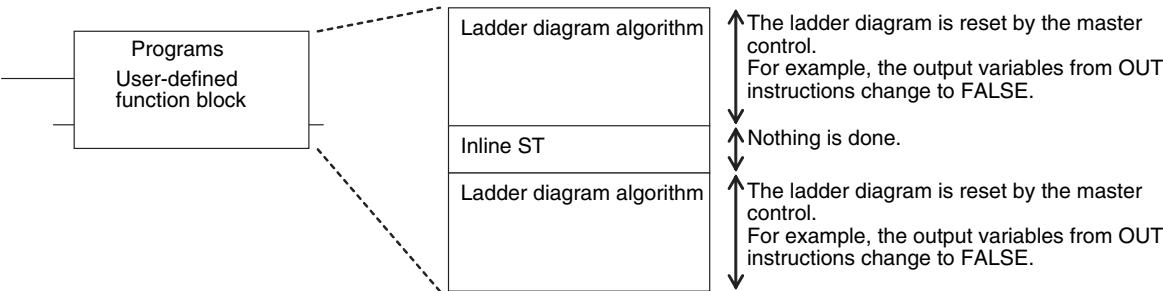 Programs
User-defined
function block
Ladder diagram algorithm
The ladder diagram is reset by the master
control.
For example, the output variables from OUT
instructions change to FALSE.
Inline ST
Nothing is done.
Ladder diagram algorithm
The ladder diagram is reset by the master
control.
For example, the output variables from OUT
instructions change to FALSE.